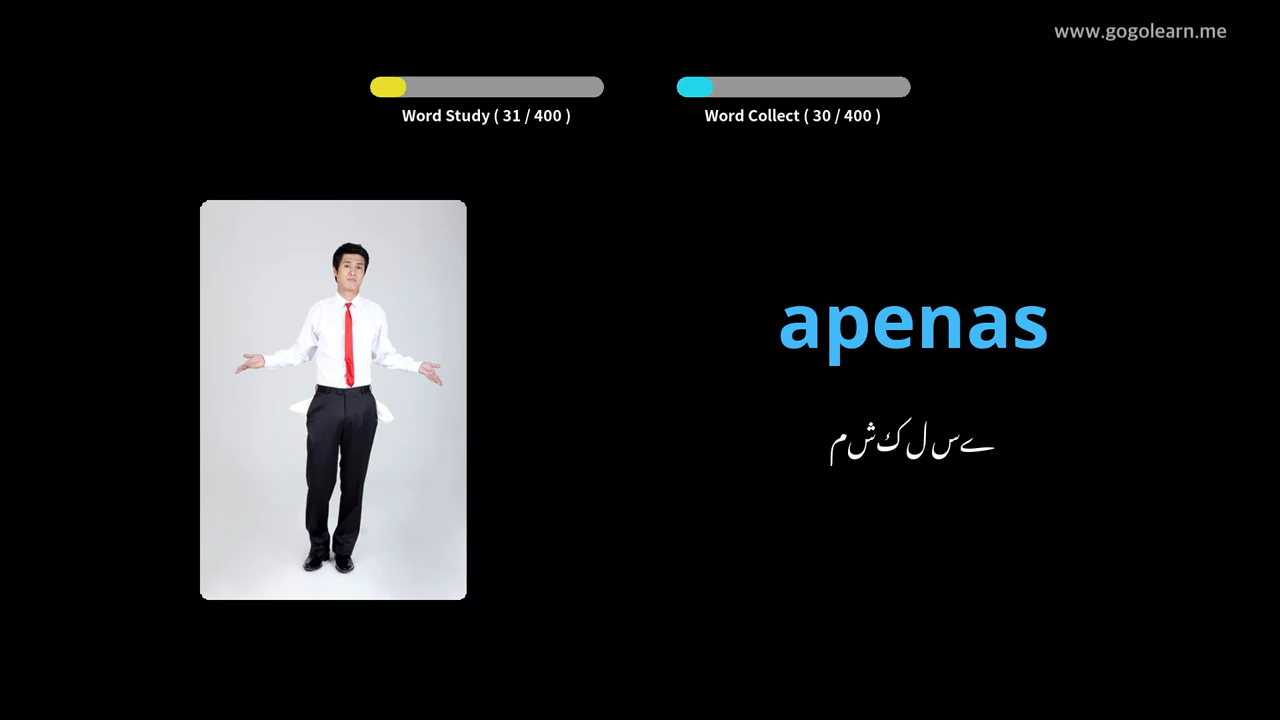 www.gogolearn.me
Word Study ( 31 / 400 )
Word Collect ( 30 / 400 )
apenas
مشکل سے